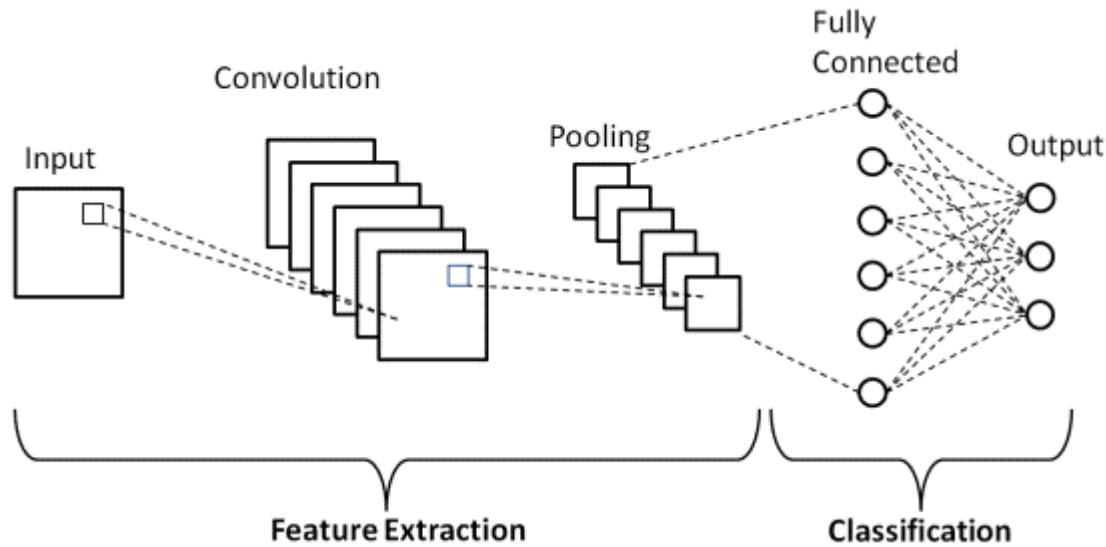 Input
Convolution
Pooling
Fully
Connected
Output
Feature Extraction
Classification